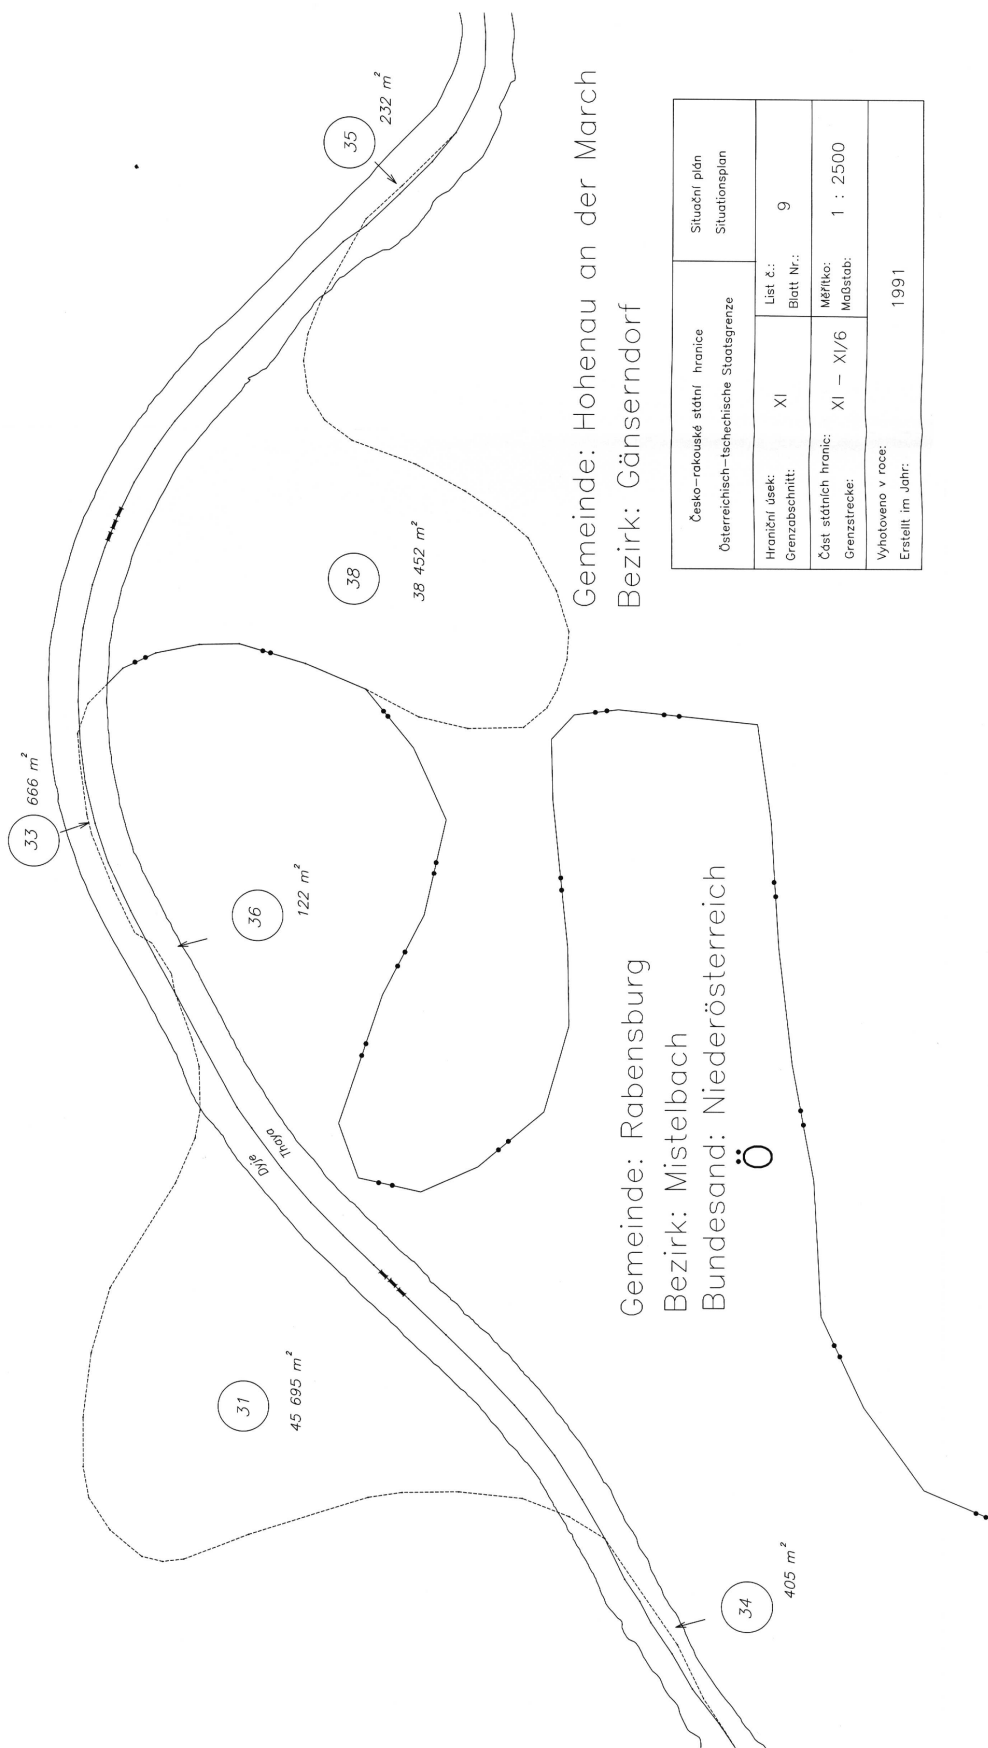 31
45 695 m²
34
405 m²
Dyje
Thaya
33
666 m²
36
122 m²
38
38 452 m²
35
232 m²
Gemeinde: Rabensburg
Bezirk: Mistelbach
Bundesand: Niederösterreich
Ö
Gemeinde: Hohenau an der March
Bezirk: Gänserndorf
Česko-rakouské státní hranice
Österreichisch-tschechische Staatsgrenze
Situační plán
Situationsplan
Hraniční úsek:
Grenzabschnitt:
XI
List č.:
Blatt Nr.:
9
Část státních hranic:
Grenzstrecke:
XI – XI/6
Měřítko:
Maßstab:
1 : 2500
Vyhotoveno v roce:
Erstellt im Jahr:
1991